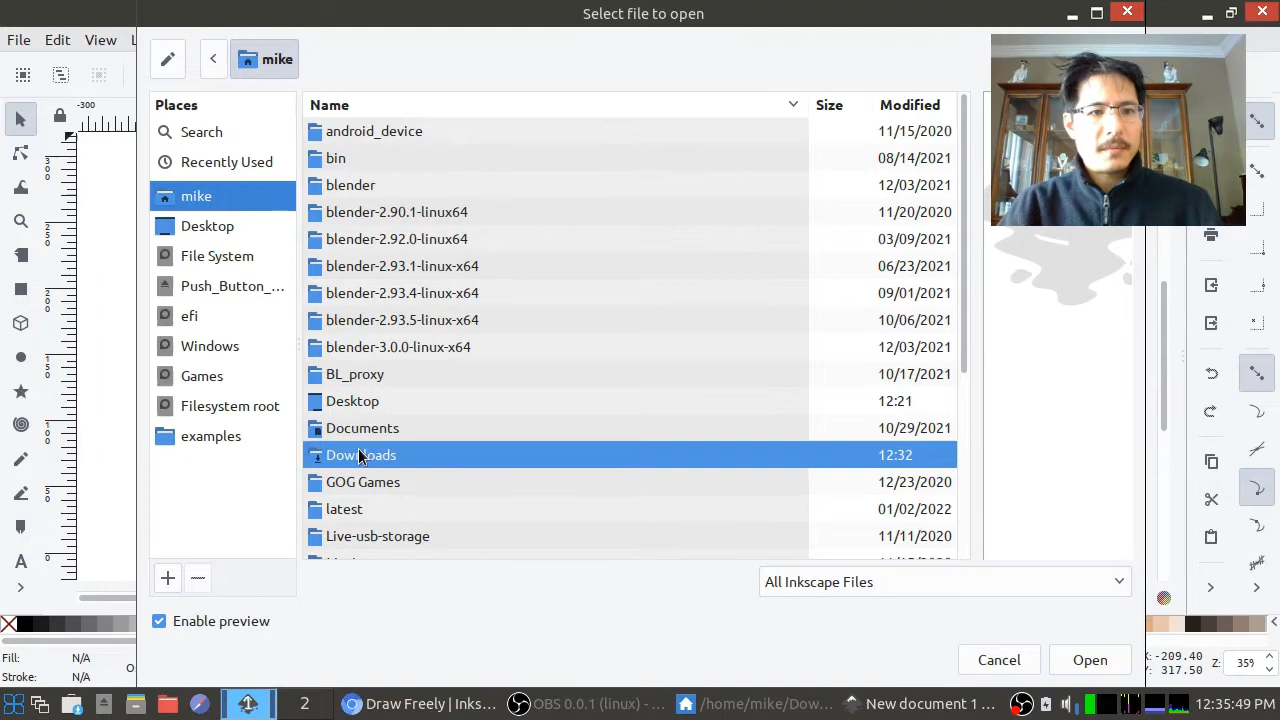 Select file to open
File Edit View
mike
-300
Places
Name Size Modified
Search
Recently Used
mike
Desktop
File System
Push_Button_...
efi
Windows
Games
Filesystem root
examples
android_device 11/15/2020
bin 08/14/2021
blender 12/03/2021
blender-2.90.1-linux64 11/20/2020
blender-2.92.0-linux64 03/09/2021
blender-2.93.1-linux-x64 06/23/2021
blender-2.93.4-linux-x64 09/01/2021
blender-2.93.5-linux-x64 10/06/2021
blender-3.0.0-linux-x64 12/03/2021
BL_proxy 10/17/2021
Desktop 12:21
Documents 10/29/2021
Downloads 12:32
GOG Games 12/23/2020
latest 01/02/2022
Live-usb-storage 11/11/2020
All Inkscape Files
Enable preview
Cancel Open
Fill: N/A
Stroke: N/A
-209.40
Y: 317.50
Z: 35%
2 Draw Freely | Inks... OBS 0.0.1 (linux) - ... /home/mike/Dow... New document 1 ... 12:35:49 PM